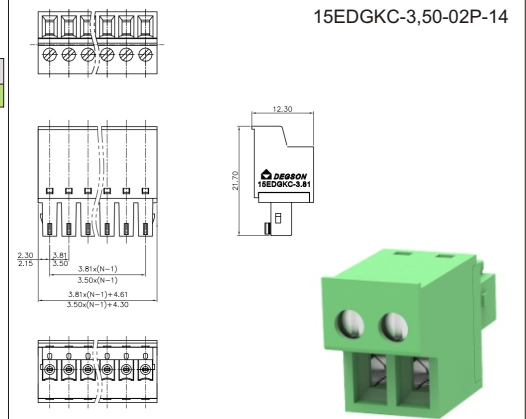 15EDGKC-3,50-02P-14
12.30
21.70
DEGSON
15EDGKC-3.81
2.30
2.15
3.81
3.50
3.81x(N-1)
3.50x(N-1)
3.81x(N-1)+4.61
3.50x(N-1)+4.30